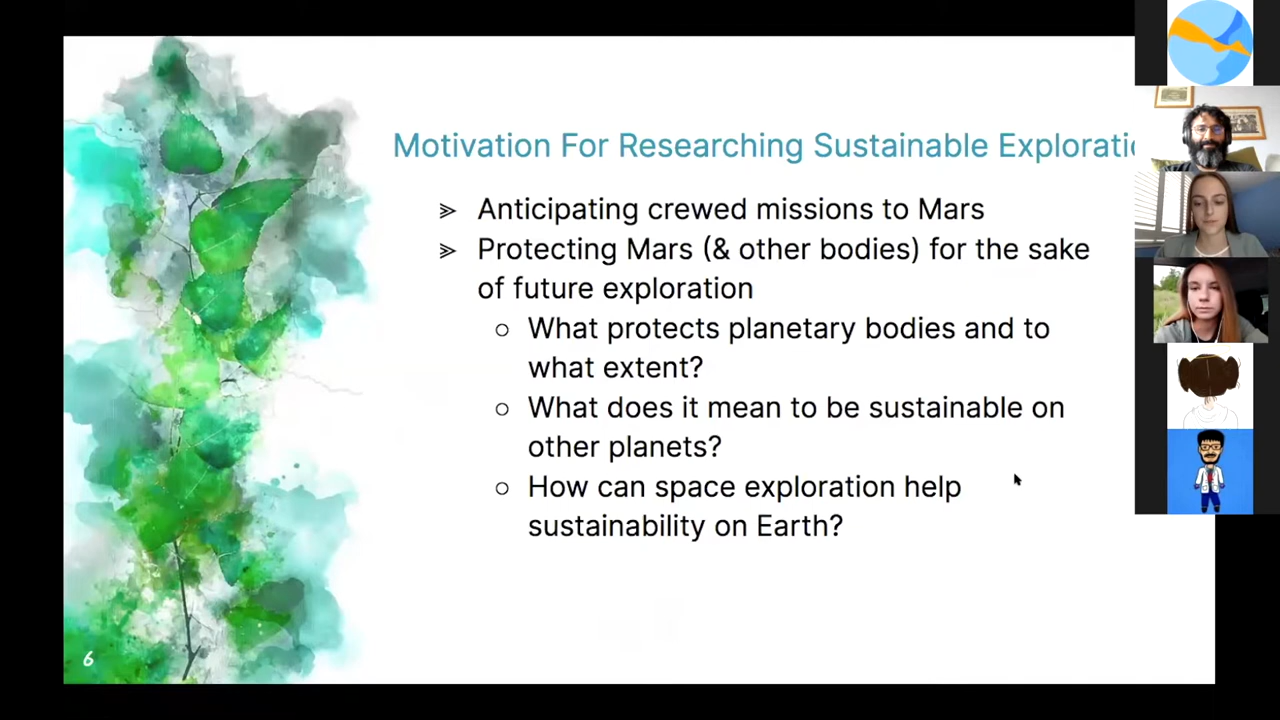 Motivation For Researching Sustainable Exploratio
➢ Anticipating crewed missions to Mars
➢ Protecting Mars (& other bodies) for the sake
of future exploration
○ What protects planetary bodies and to
what extent?
○ What does it mean to be sustainable on
other planets?
○ How can space exploration help
sustainability on Earth?
6